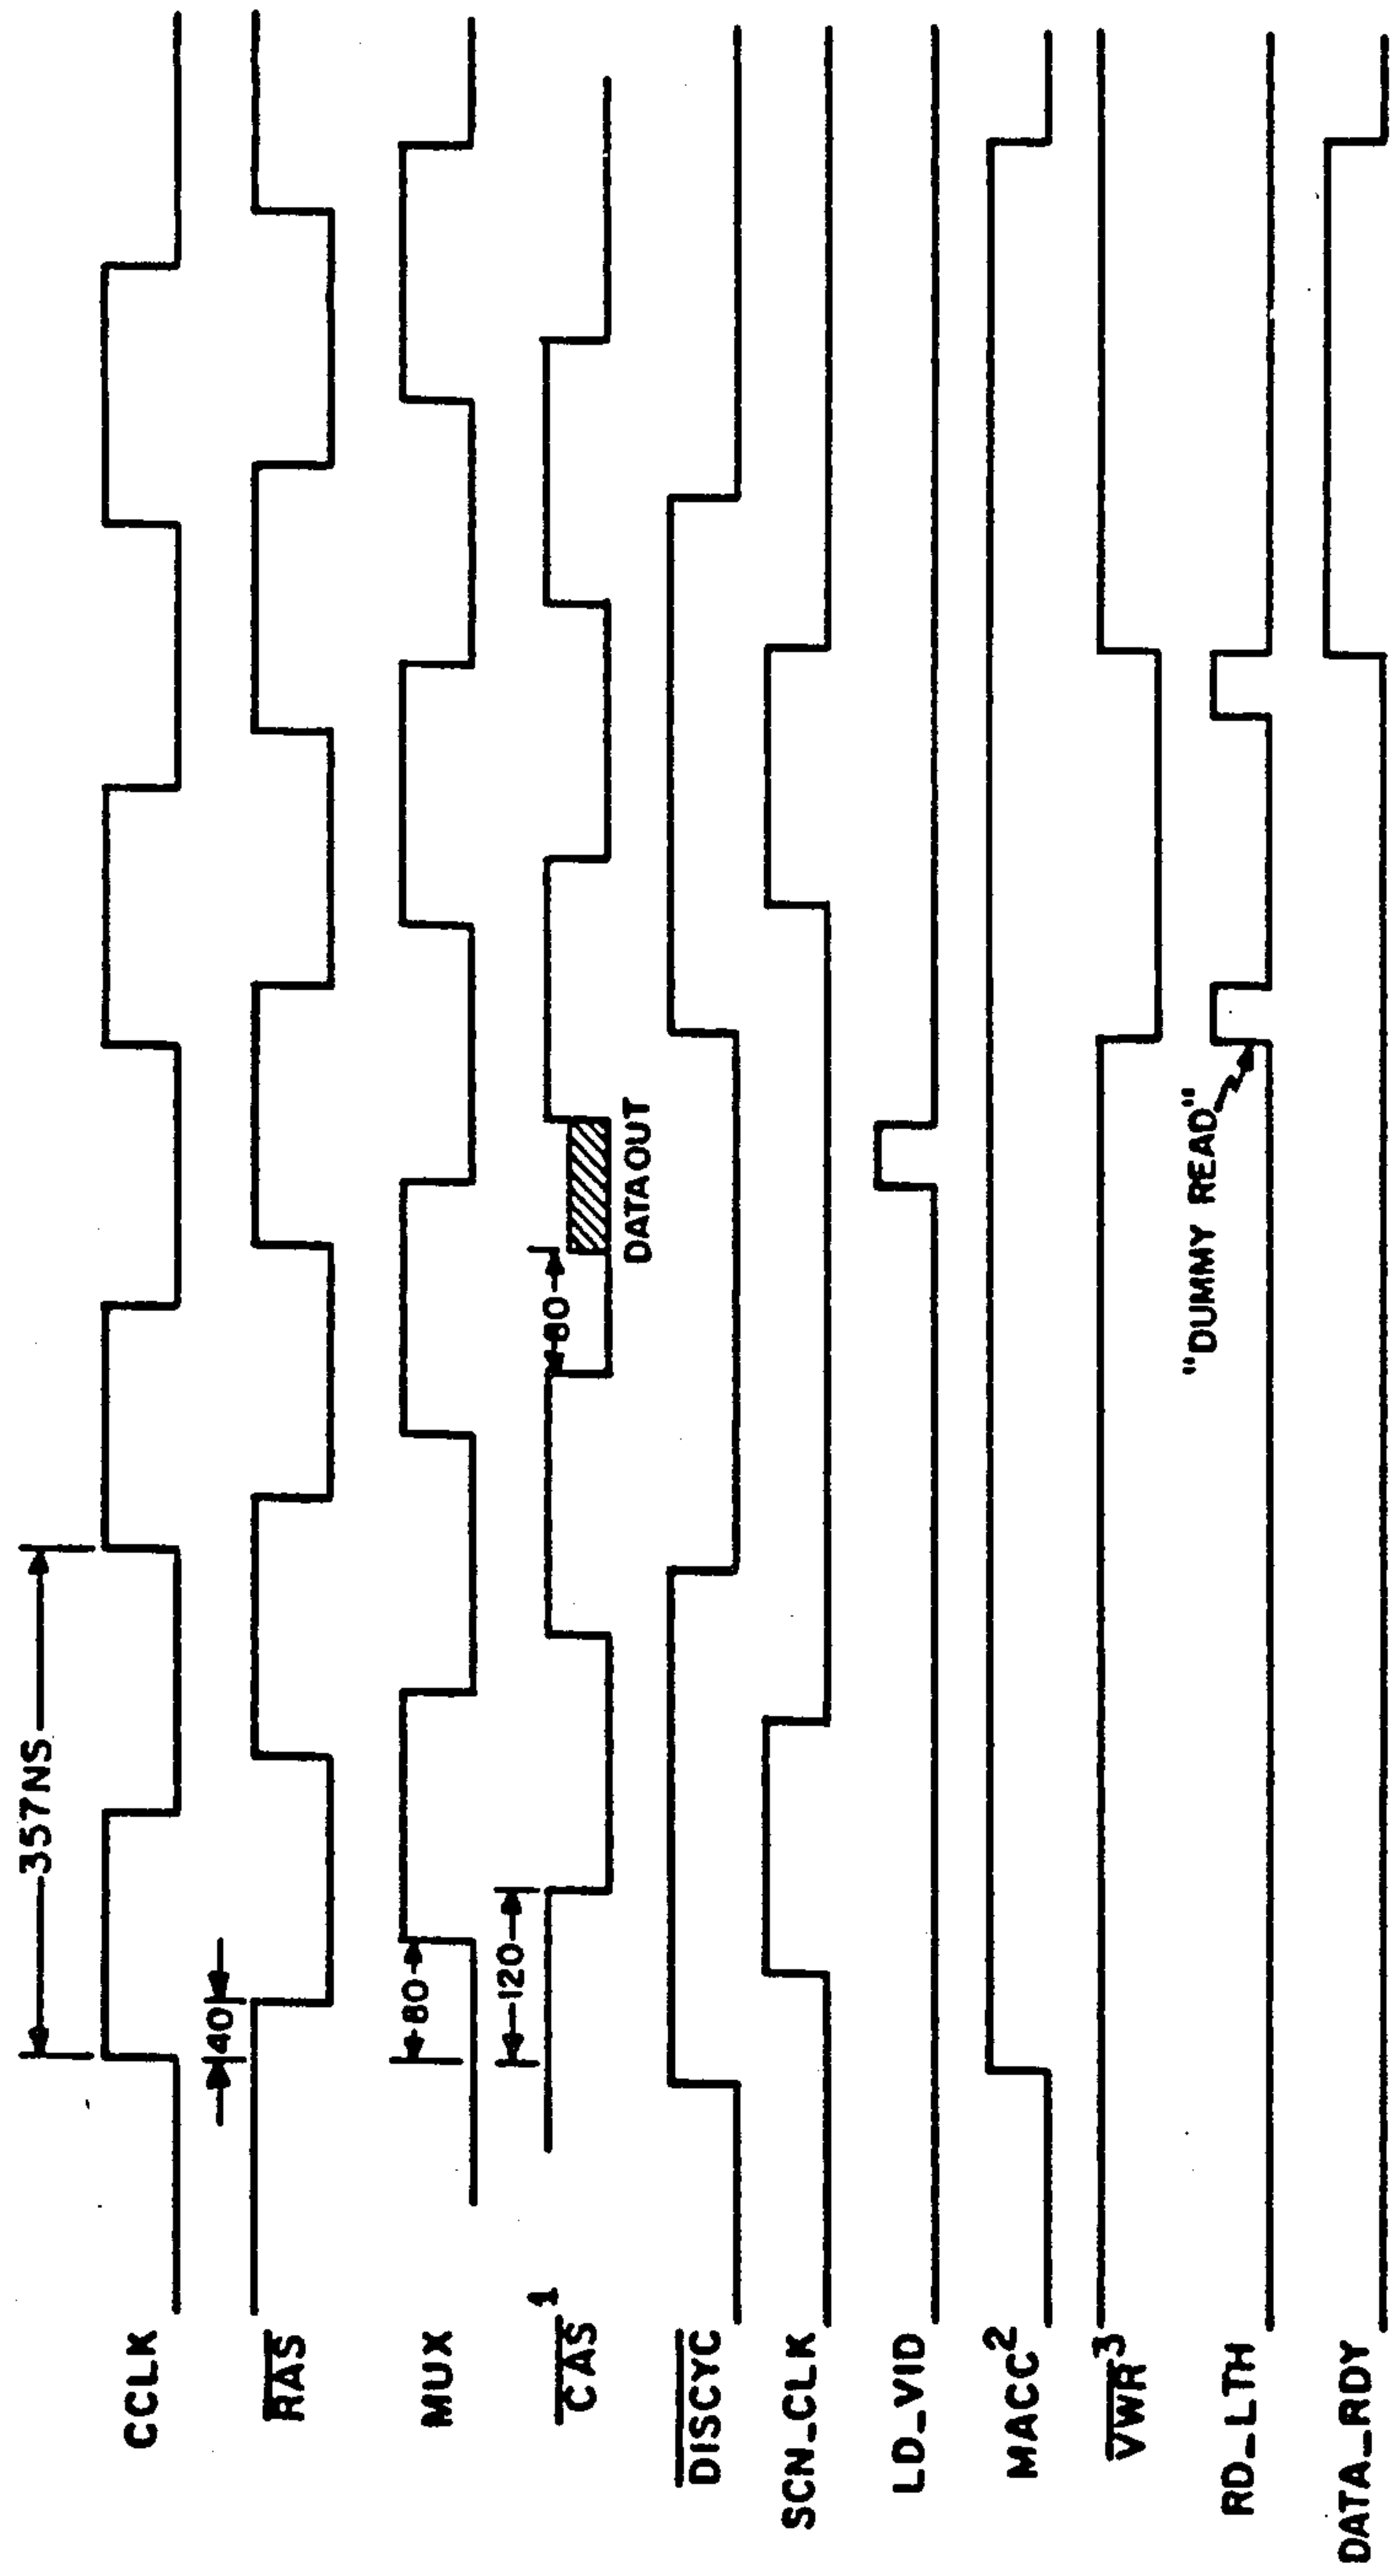 357NS
CCLK
40
RAS
80
MUX
120
80
CAS 1
DATA OUT
DISCYC
SCN_CLK
LD_VID
MACC 2
VWR 3
"DUMMY READ"
RD_LTH
DATA_RDY